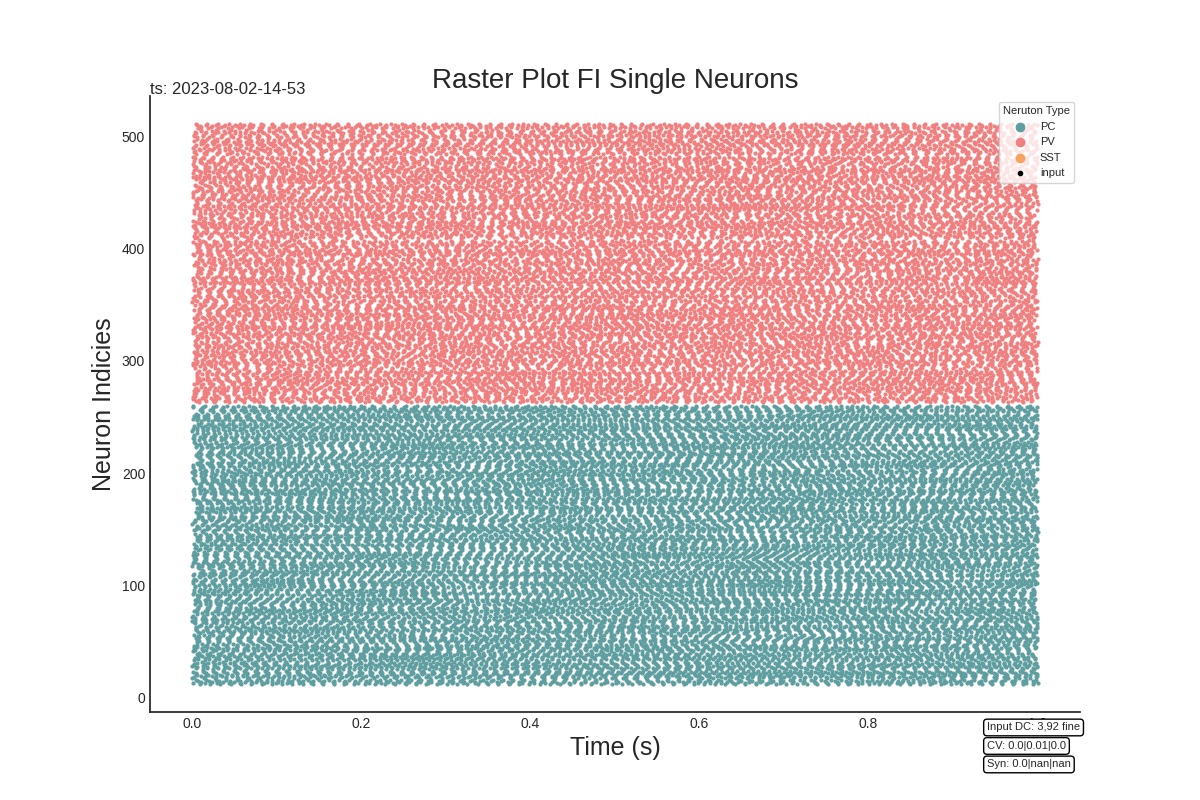 Raster Plot FI Single Neurons
ts: 2023-08-02-14-53
Neruton Type
PC
PV
SST
input
500
400
300
200
100
0
Neuron Indicies
0.0 0.2 0.4 0.6 0.8
Time (s)
Input DC: 3,92 fine
CV: 0.0|0.01|0.0
Syn: 0.0|nan|nan